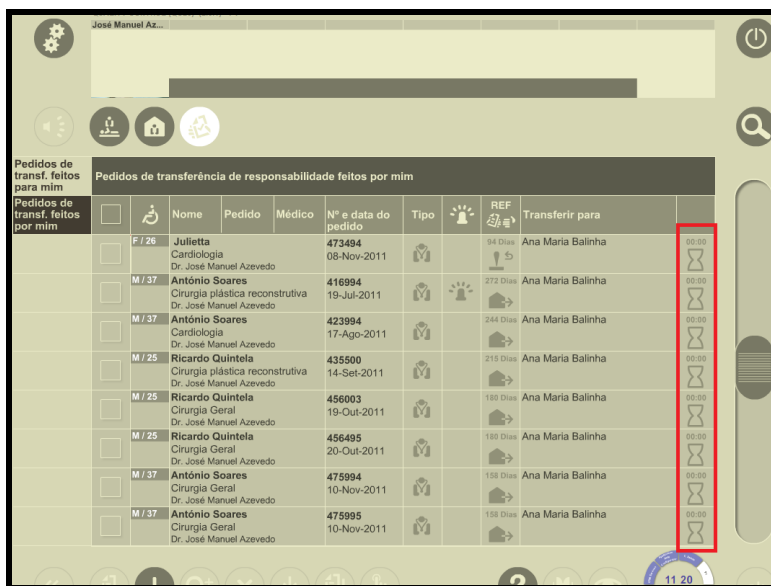 José Manuel Az...
Pedidos de
transf. feitos
para mim
Pedidos de transferência de responsabilidade feitos por mim
Pedidos de
transf. feitos
por mim
Nome Pedido Médico Nº e data do pedido Tipo REF Transferir para
F / 26 Julietta 473494 94 Dias Ana Maria Balinha 00:00
Cardiologia 08-Nov-2011
Dr. José Manuel Azevedo
M / 37 António Soares 416994 272 Dias Ana Maria Balinha 00:00
Cirurgia plástica reconstrutiva 19-Jul-2011
Dr. José Manuel Azevedo
M / 37 António Soares 423994 244 Dias Ana Maria Balinha 00:00
Cardiologia 17-Ago-2011
Dr. José Manuel Azevedo
M / 25 Ricardo Quintela 435500 215 Dias Ana Maria Balinha 00:00
Cirurgia plástica reconstrutiva 14-Set-2011
Dr. José Manuel Azevedo
M / 25 Ricardo Quintela 456003 180 Dias Ana Maria Balinha 00:00
Cirurgia Geral 19-Out-2011
Dr. José Manuel Azevedo
M / 25 Ricardo Quintela 456495 180 Dias Ana Maria Balinha 00:00
Cirurgia Geral 20-Out-2011
Dr. José Manuel Azevedo
M / 37 António Soares 475994 158 Dias Ana Maria Balinha 00:00
Cirurgia Geral 10-Nov-2011
Dr. José Manuel Azevedo
M / 37 António Soares 475995 158 Dias Ana Maria Balinha 00:00
Cirurgia Geral 10-Nov-2011
Dr. José Manuel Azevedo
11 20